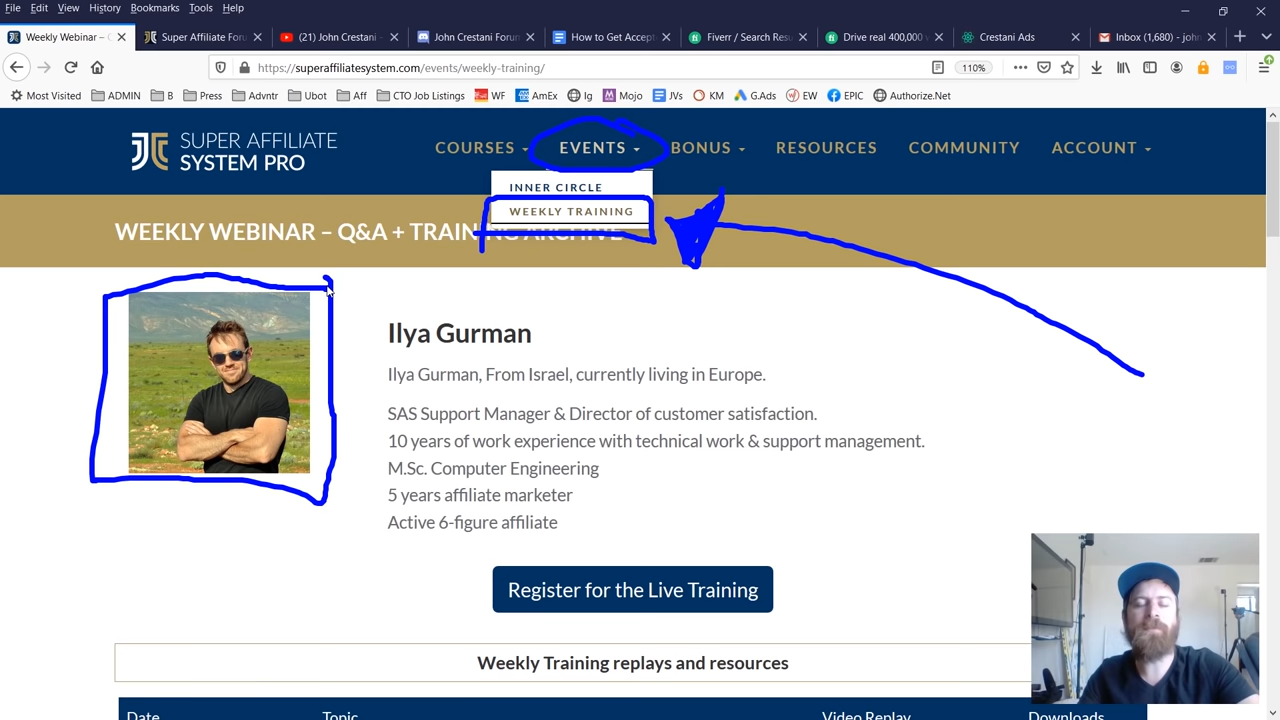 File Edit View History Bookmarks Tools Help
Weekly Webinar – Super Affiliate Foru (21) John Crestani - John Crestani Forum How to Get Accept Fiverr / Search Resu Drive real 400,000 v Crestani Ads Inbox (1,680) - john
https://superaffiliatesystem.com/events/weekly-training/ 110%
Most Visited ADMIN B Press Advntr Ubot Aff CTO Job Listings WF AmEx Ig Mojo JVs KM G.Ads EW EPIC Authorize.Net
SUPER AFFILIATE
SYSTEM PRO
COURSES EVENTS BONUS RESOURCES COMMUNITY ACCOUNT
INNER CIRCLE
WEEKLY TRAINING
WEEKLY WEBINAR – Q&A + TRAINING ARCHIVE
Ilya Gurman
Ilya Gurman, From Israel, currently living in Europe.
SAS Support Manager & Director of customer satisfaction.
10 years of work experience with technical work & support management.
M.Sc. Computer Engineering
5 years affiliate marketer
Active 6-figure affiliate
Register for the Live Training
Weekly Training replays and resources
Date Topic Video Replay Downloads